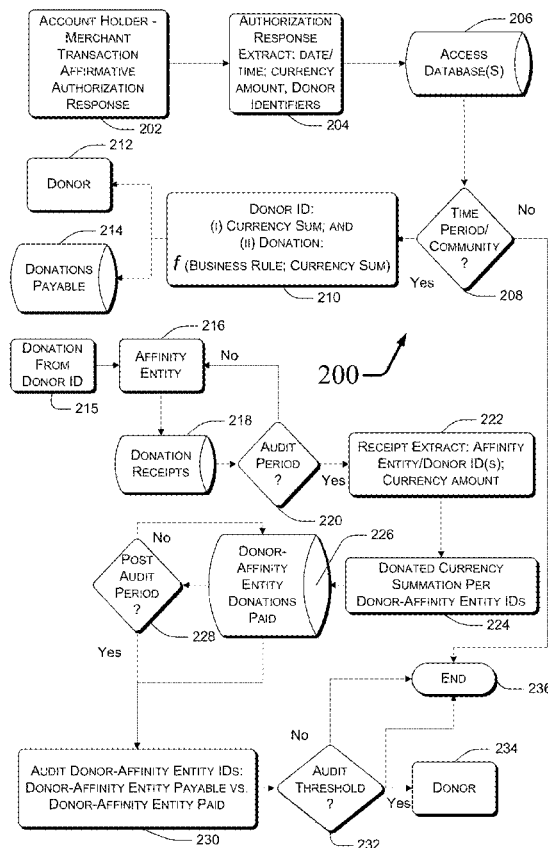 ACCOUNT HOLDER -
MERCHANT
TRANSACTION
AFFIRMATIVE
AUTHORIZATION
RESPONSE
202
AUTHORIZATION
RESPONSE
EXTRACT: DATE/
TIME; CURRENCY
AMOUNT, DONOR
IDENTIFIERS
204
206
ACCESS
DATABASE(S)
212
DONOR
214
DONATIONS
PAYABLE
DONOR ID:
(I) CURRENCY SUM; AND
(II) DONATION:
f (BUSINESS RULE; CURRENCY SUM)
210
TIME
PERIOD/
COMMUNITY
?
No
Yes
208
200
DONATION
FROM
DONOR ID
215
216
AFFINITY
ENTITY
No
218
DONATION
RECEIPTS
AUDIT
PERIOD
?
Yes
220
222
RECEIPT EXTRACT: AFFINITY
ENTITY/DONOR ID(S);
CURRENCY AMOUNT
DONATED CURRENCY
SUMMATION PER
DONOR-AFFINITY ENTITY IDS
224
226
DONOR-
AFFINITY
ENTITY
DONATIONS
PAID
No
POST
AUDIT
PERIOD
?
228
Yes
END
236
AUDIT DONOR-AFFINITY ENTITY IDS:
DONOR-AFFINITY ENTITY PAYABLE VS.
DONOR-AFFINITY ENTITY PAID
230
No
AUDIT
THRESHOLD
?
Yes
232
234
DONOR